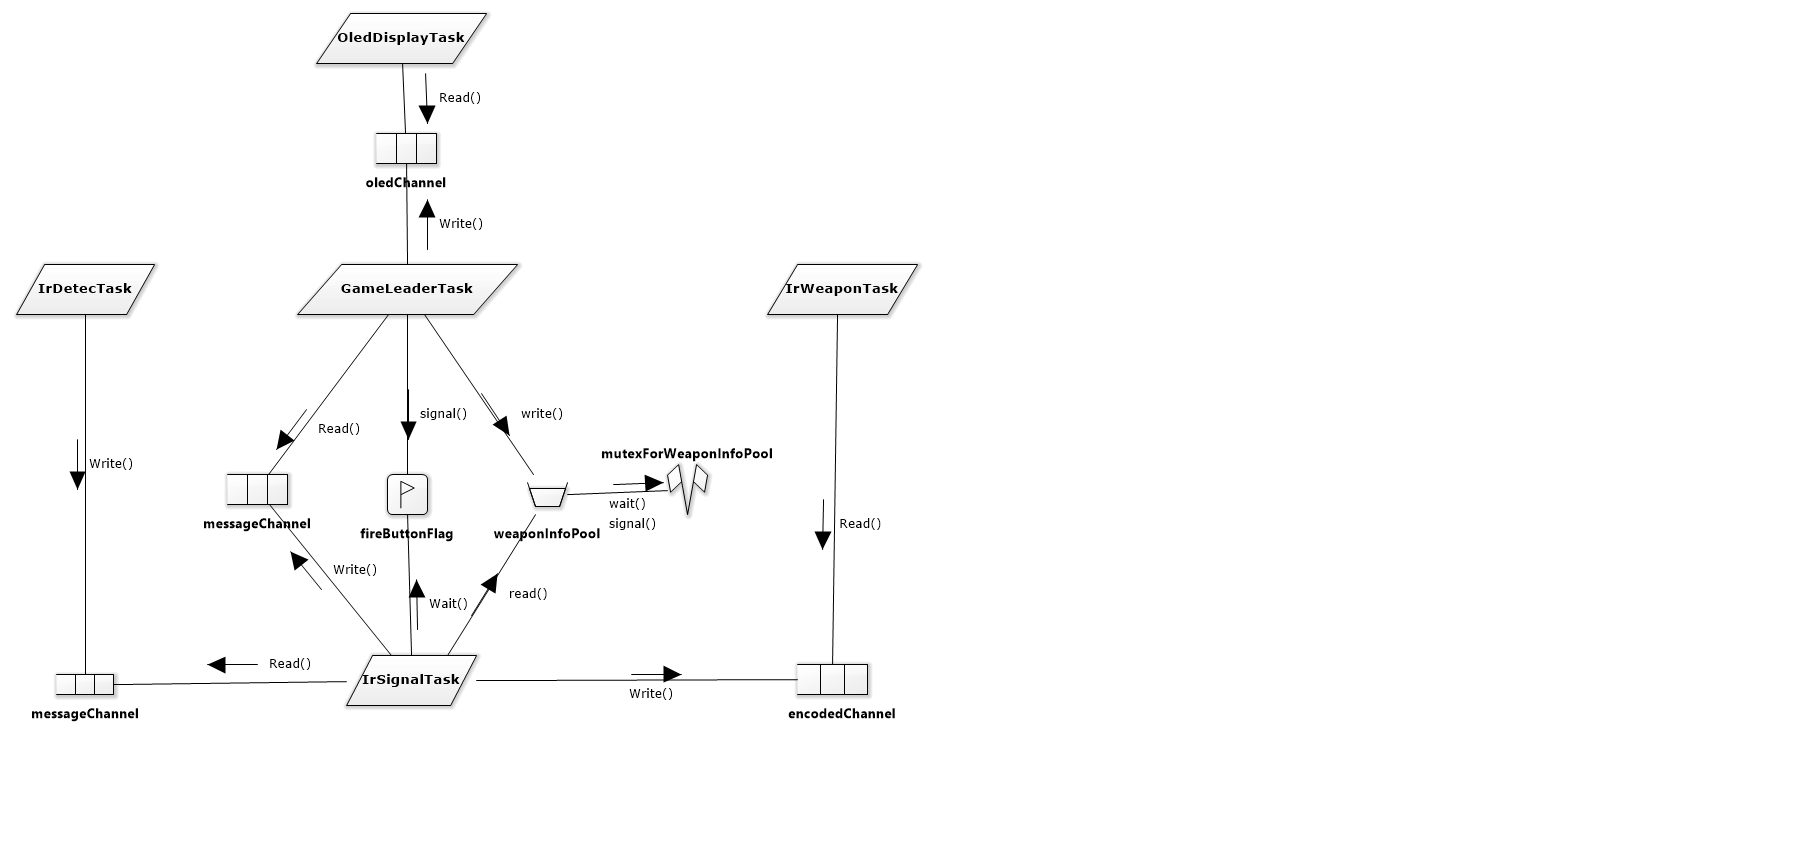 OledDisplayTask
Read()
oledChannel
Write()
IrDetecTask
GameLeaderTask
IrWeaponTask
signal()
write()
Read()
mutexForWeaponInfoPool
Write()
wait()
signal()
messageChannel
Read()
fireButtonFlag
weaponInfoPool
Write()
read()
Wait()
Read()
IrSignalTask
Write()
messageChannel
encodedChannel